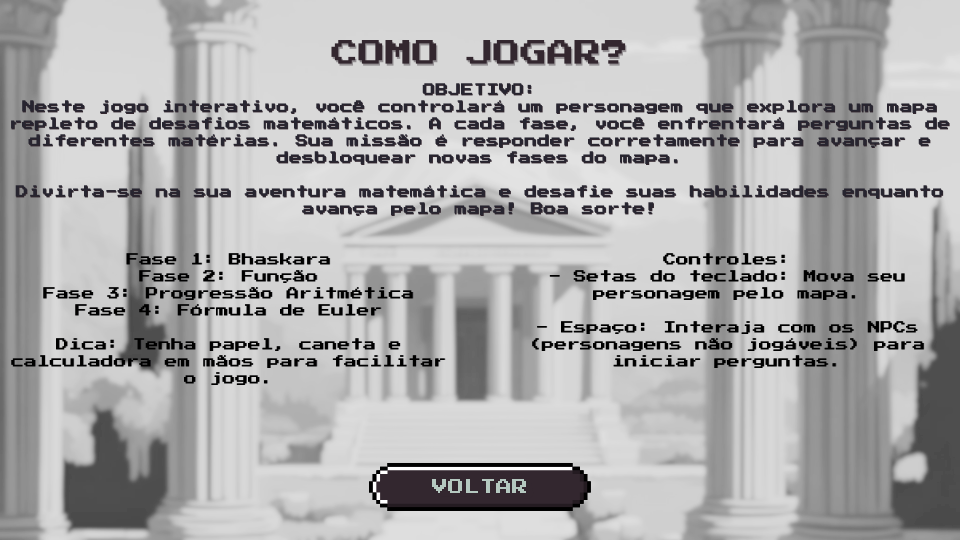 COMO JOGAR?
OBJETIVO:
Neste jogo interativo, você controlará um personagem que explora um mapa
repleto de desafios matemáticos. A cada fase, você enfrentará perguntas de
diferentes matérias. Sua missão é responder corretamente para avançar e
desbloquear novas fases do mapa.
Divirta-se na sua aventura matemática e desafie suas habilidades enquanto
avança pelo mapa! Boa sorte!
Fase 1: Bhaskara
Fase 2: Função
Fase 3: Progressão Aritmética
Fase 4: Fórmula de Euler
Dica: Tenha papel, caneta e
calculadora em mãos para facilitar
o jogo.
Controles:
- Setas do teclado: Mova seu
personagem pelo mapa.
- Espaço: Interaja com os NPCs
(personagens não jogáveis) para
iniciar perguntas.
VOLTAR